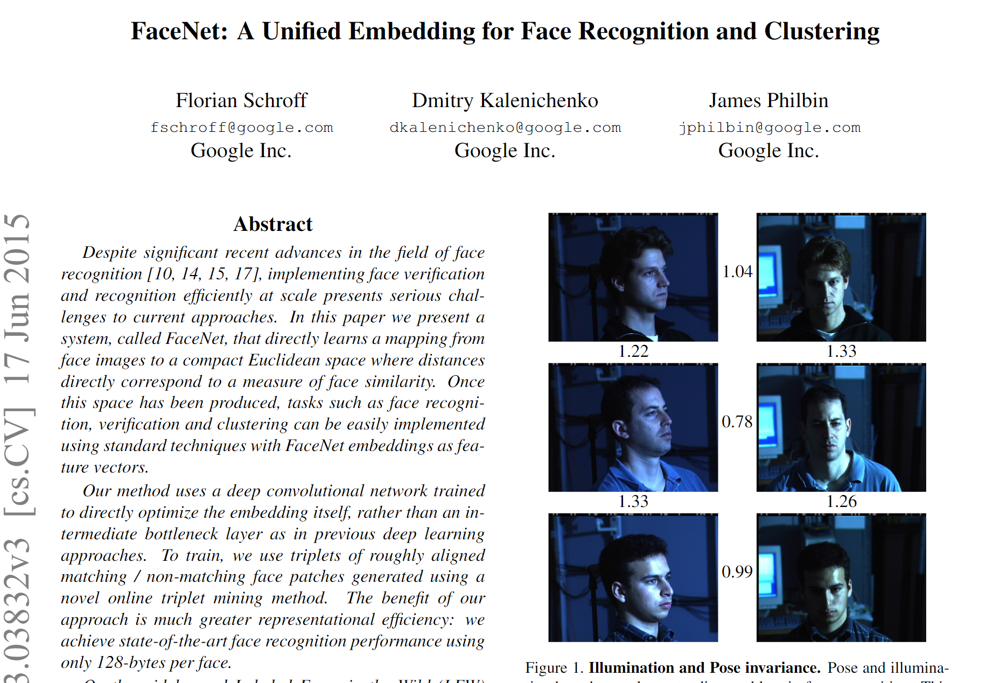 FaceNet: A Unified Embedding for Face Recognition and Clustering
Florian Schroff
fschroff@google.com
Google Inc.
Dmitry Kalenichenko
dkalenichenko@google.com
Google Inc.
James Philbin
jphilbin@google.com
Google Inc.
3.03832v3 [cs.CV] 17 Jun 2015
Abstract
Despite significant recent advances in the field of face
recognition [10, 14, 15, 17], implementing face verification
and recognition efficiently at scale presents serious chal-
lenges to current approaches. In this paper we present a
system, called FaceNet, that directly learns a mapping from
face images to a compact Euclidean space where distances
directly correspond to a measure of face similarity. Once
this space has been produced, tasks such as face recogni-
tion, verification and clustering can be easily implemented
using standard techniques with FaceNet embeddings as fea-
ture vectors.
Our method uses a deep convolutional network trained
to directly optimize the embedding itself, rather than an in-
termediate bottleneck layer as in previous deep learning
approaches. To train, we use triplets of roughly aligned
matching / non-matching face patches generated using a
novel online triplet mining method. The benefit of our
approach is much greater representational efficiency: we
achieve state-of-the-art face recognition performance using
only 128-bytes per face.
1.04
1.22 1.33
0.78
1.33 1.26
0.99
Figure 1. Illumination and Pose invariance. Pose and illumina-